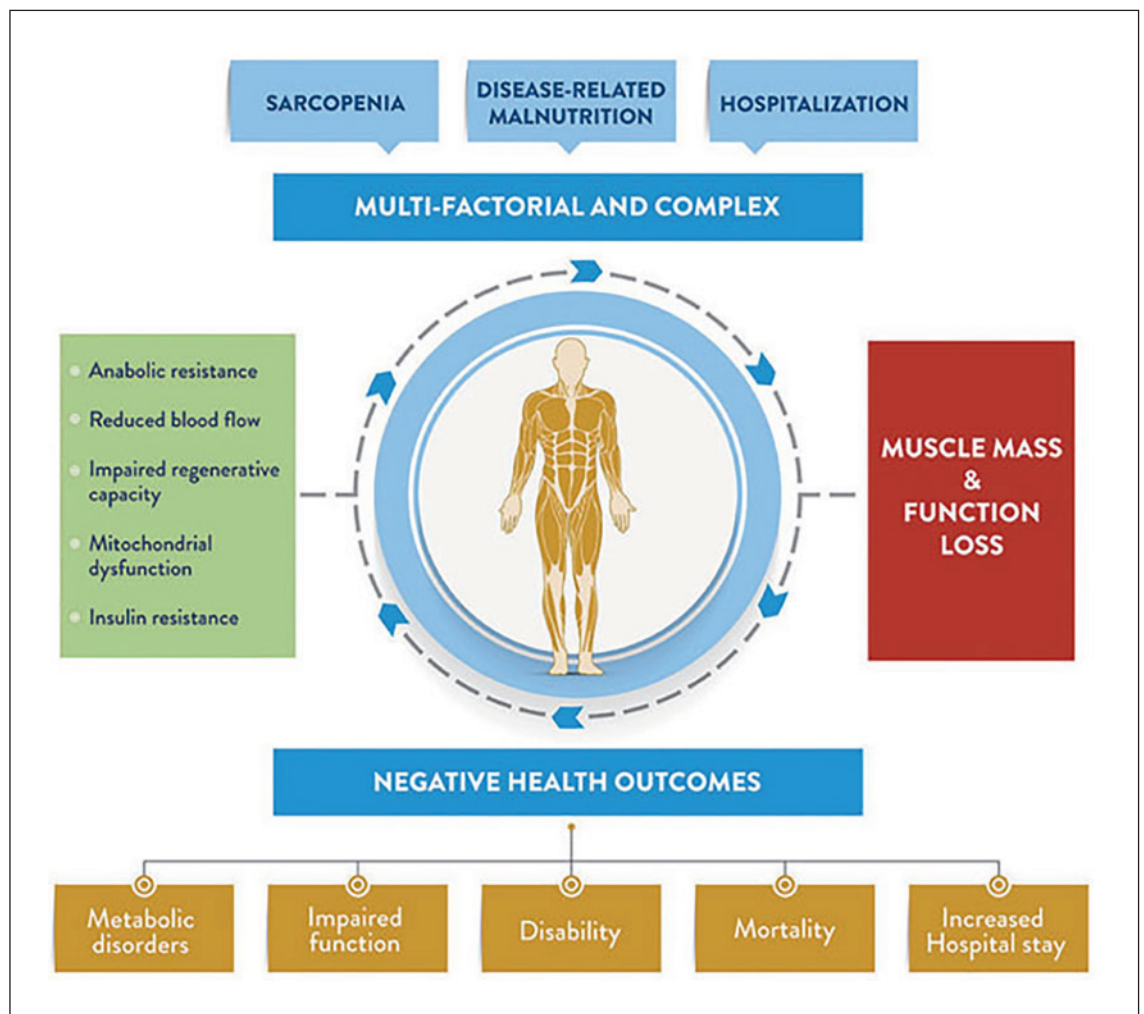 SARCOPENIA
DISEASE-RELATED
MALNUTRITION
HOSPITALIZATION
MULTI-FACTORIAL AND COMPLEX
Anabolic resistance
Reduced blood flow
Impaired regenerative
capacity
Mitochondrial
dysfunction
Insulin resistance
MUSCLE MASS
&
FUNCTION
LOSS
NEGATIVE HEALTH OUTCOMES
Metabolic
disorders
Impaired
function
Disability
Mortality
Increased
Hospital stay